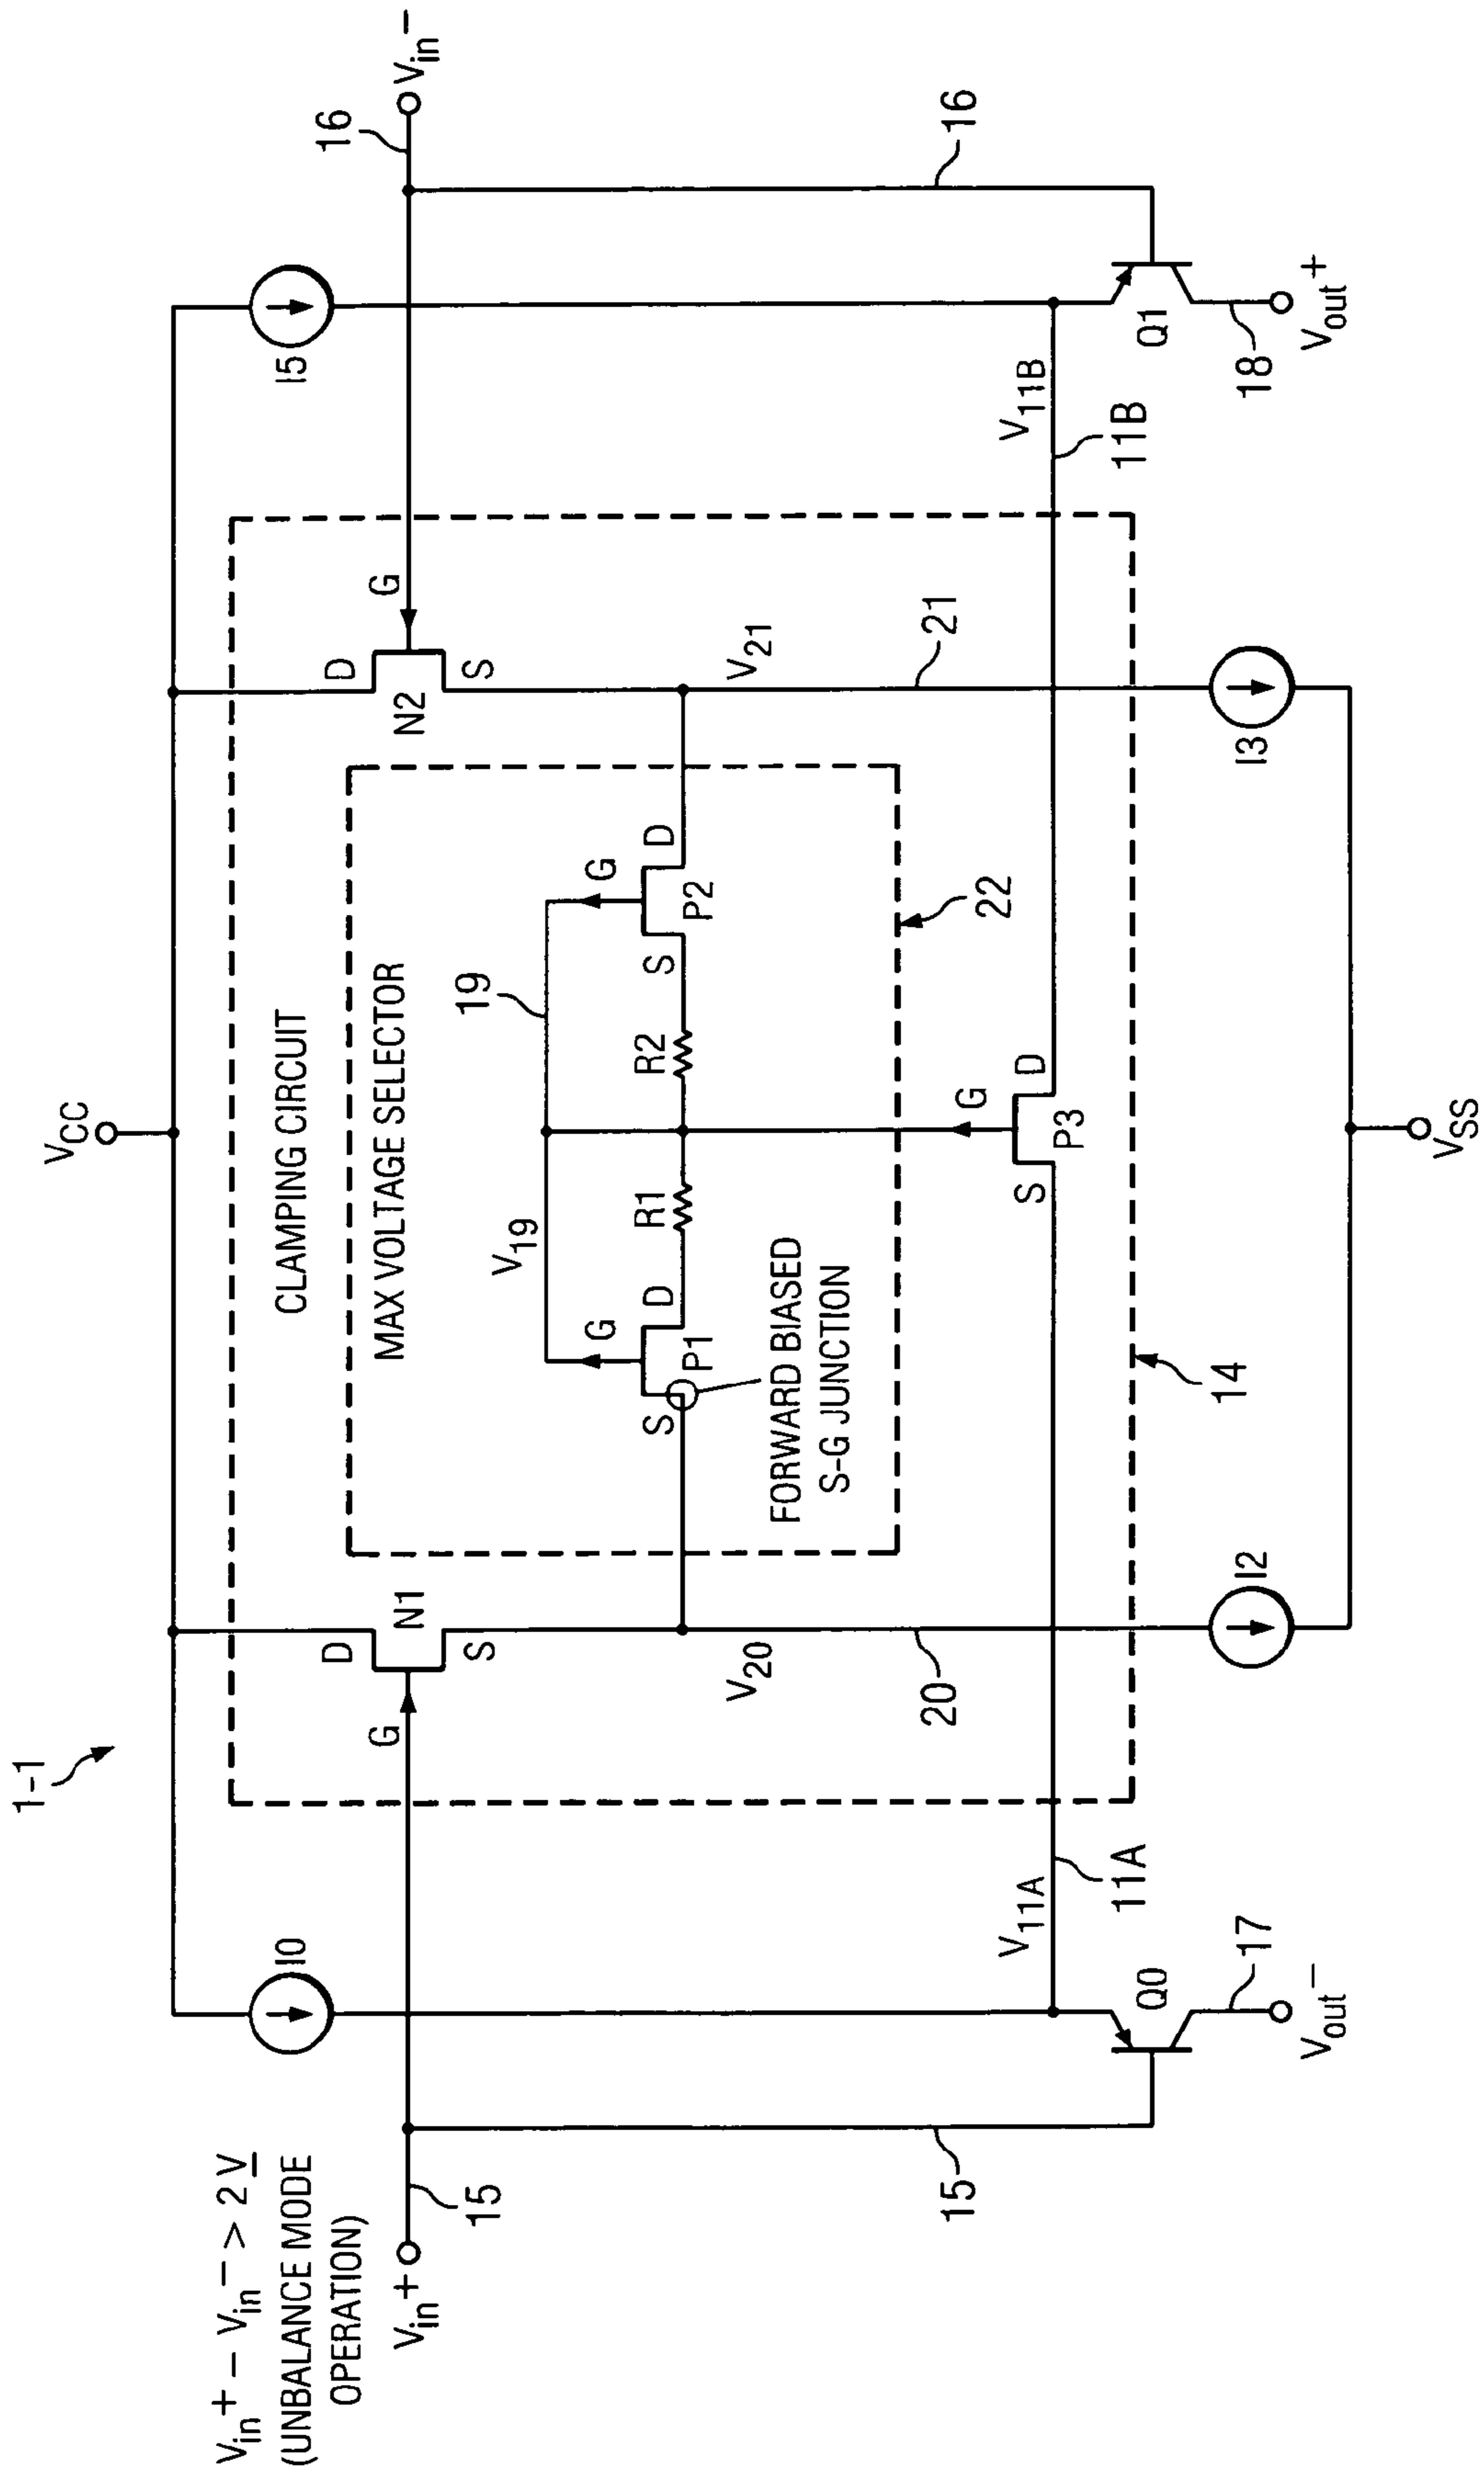 1-1
V_in+ – V_in– > 2 V
(UNBALANCE MODE
OPERATION)
V_CC
I0
I5
CLAMPING CIRCUIT
MAX VOLTAGE SELECTOR
V_in+
15
G
D
N1
S
D
N2
S
G
16
V_in–
V_19
19
G
G
S
P1
D
R1
R2
S
P2
D
V_20
V_21
FORWARD BIASED
S-G JUNCTION
22
15
20
21
16
G
S
P3
D
V_11A
11A
V_11B
11B
Q0
Q1
14
I2
I3
17
V_out–
18
V_out+
V_SS